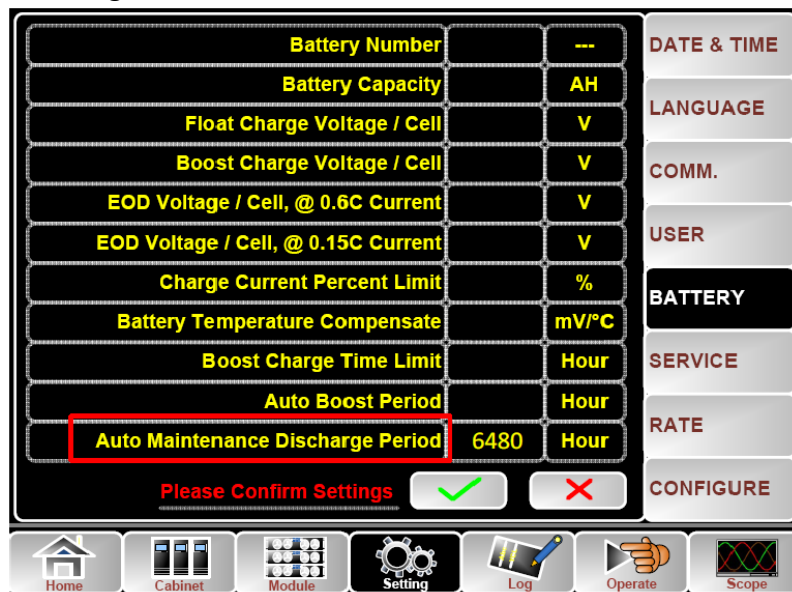 Battery Number --- DATE & TIME
Battery Capacity AH
Float Charge Voltage / Cell V LANGUAGE
Boost Charge Voltage / Cell V COMM.
EOD Voltage / Cell, @ 0.6C Current V
EOD Voltage / Cell, @ 0.15C Current V USER
Charge Current Percent Limit % BATTERY
Battery Temperature Compensate mV/°C
Boost Charge Time Limit Hour SERVICE
Auto Boost Period Hour
Auto Maintenance Discharge Period 6480 Hour RATE
Please Confirm Settings CONFIGURE
Home Cabinet Module Setting Log Operate Scope